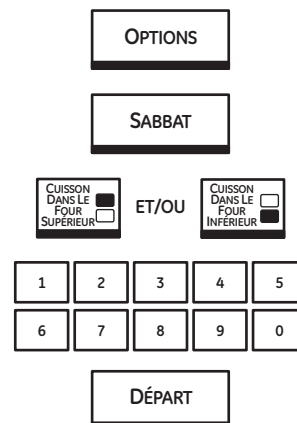 OPTIONS
SABBAT
CUISSON
DANS LE
FOUR
SUPÉRIEUR
ET/OU
CUISSON
DANS LE
FOUR
INFÉRIEUR
1 2 3 4 5
6 7 8 9 0
DÉPART